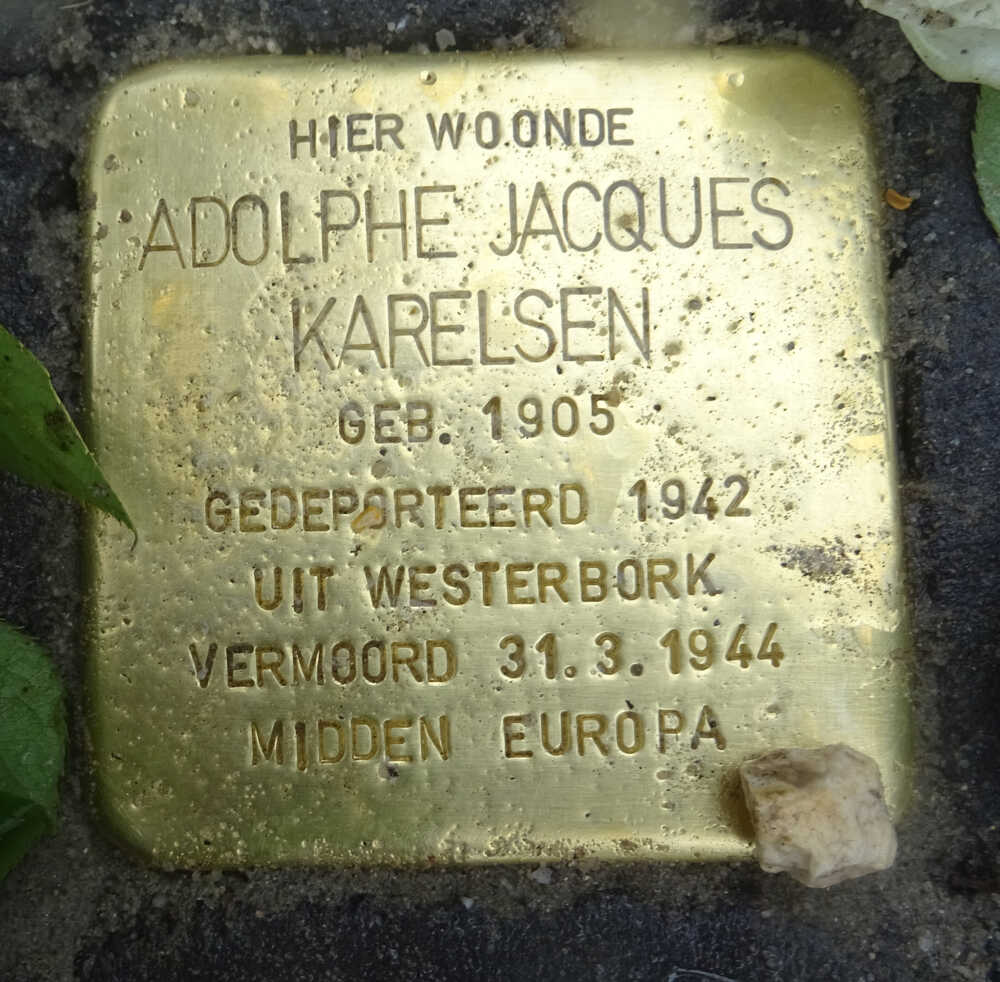 HIER WOONDE
ADOLPHE JACQUES
KARELSEN
GEB. 1905
GEDEPORTEERD 1942
UIT WESTERBORK
VERMOORD 31.3.1944
MIDDEN EUROPA